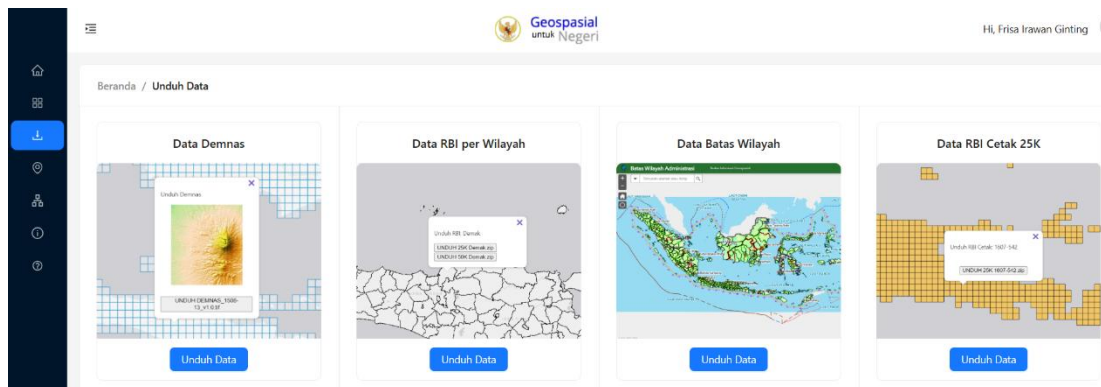 Geospasial
untuk Negeri
Hi, Frisa Irawan Ginting
Beranda / Unduh Data
Data Demnas
Unduh Demnas
UNDUH DEMNAS_1508-
13_v1.0.tif
Unduh Data
Data RBI per Wilayah
Unduh RBI: Demak
UNDUH 25K Demak.zip
UNDUH 50K Demak.zip
Unduh Data
Data Batas Wilayah
Batas Wilayah Administrasi
Unduh Data
Data RBI Cetak 25K
Unduh RBI Cetak: 1607-542
UNDUH 25K 1607-542.zip
Unduh Data